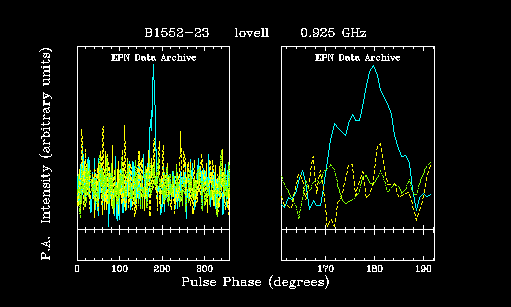 B1552-23 lovell 0.925 GHz
EPN Data Archive EPN Data Archive
P.A. Intensity (arbitrary units)
0 100 200 300 170 180 190
Pulse Phase (degrees)